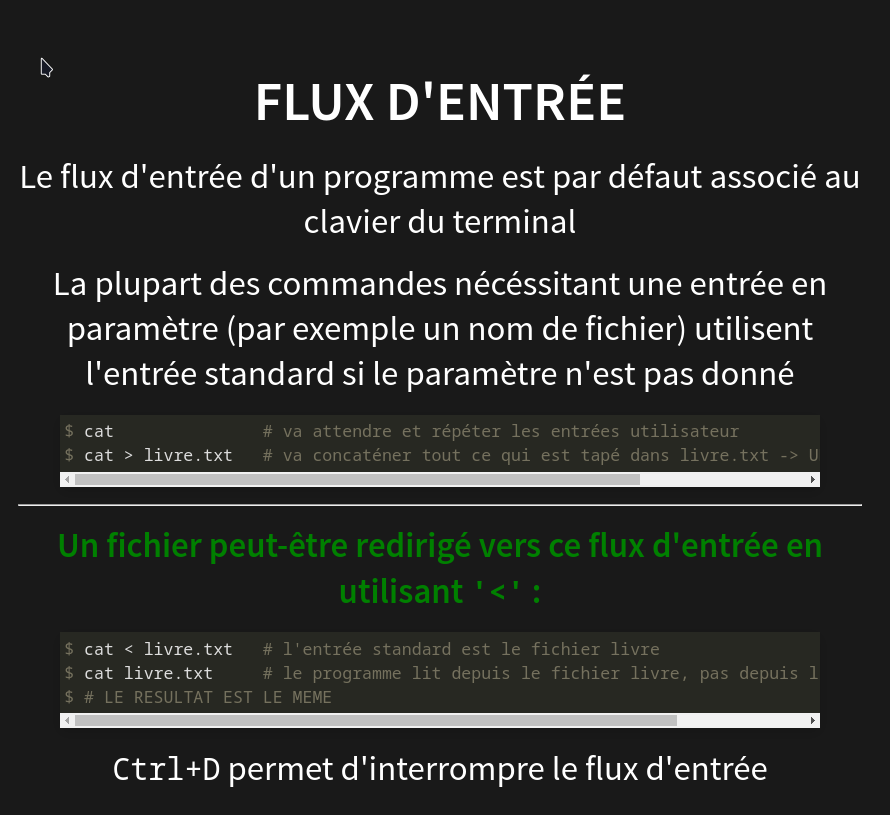 FLUX D'ENTRÉE
Le flux d'entrée d'un programme est par défaut associé au
clavier du terminal
La plupart des commandes nécéssitant une entrée en
paramètre (par exemple un nom de fichier) utilisent
l'entrée standard si le paramètre n'est pas donné
$ cat               # va attendre et répéter les entrées utilisateur
$ cat > livre.txt   # va concaténer tout ce qui est tapé dans livre.txt -> U
Un fichier peut-être redirigé vers ce flux d'entrée en
utilisant '<' :
$ cat < livre.txt   # l'entrée standard est le fichier livre
$ cat livre.txt     # le programme lit depuis le fichier livre, pas depuis l
$ # LE RESULTAT EST LE MEME
Ctrl+D permet d'interrompre le flux d'entrée